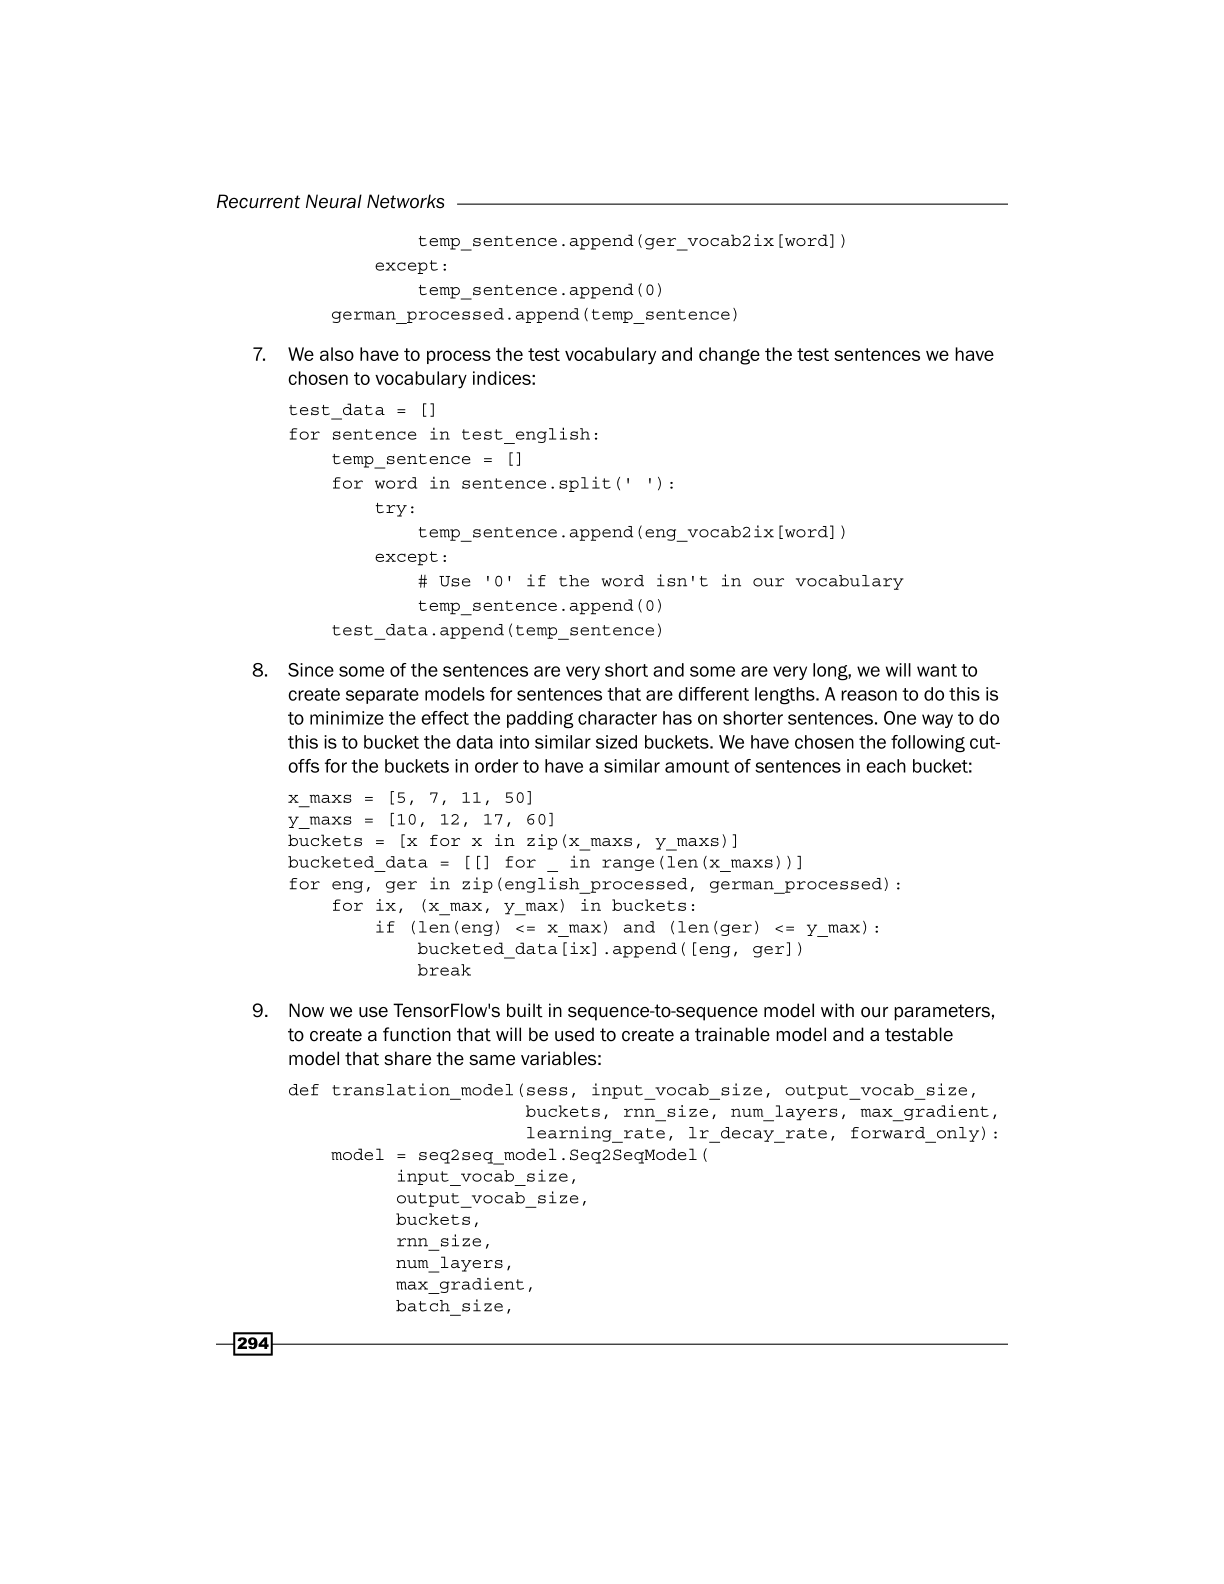 Recurrent Neural Networks
            temp_sentence.append(ger_vocab2ix[word])
        except:
            temp_sentence.append(0)
    german_processed.append(temp_sentence)
7. We also have to process the test vocabulary and change the test sentences we have
chosen to vocabulary indices:
test_data = []
for sentence in test_english:
    temp_sentence = []
    for word in sentence.split(' '):
        try:
            temp_sentence.append(eng_vocab2ix[word])
        except:
            # Use '0' if the word isn't in our vocabulary
            temp_sentence.append(0)
    test_data.append(temp_sentence)
8. Since some of the sentences are very short and some are very long, we will want to
create separate models for sentences that are different lengths. A reason to do this is
to minimize the effect the padding character has on shorter sentences. One way to do
this is to bucket the data into similar sized buckets. We have chosen the following cut-
offs for the buckets in order to have a similar amount of sentences in each bucket:
x_maxs = [5, 7, 11, 50]
y_maxs = [10, 12, 17, 60]
buckets = [x for x in zip(x_maxs, y_maxs)]
bucketed_data = [[] for _ in range(len(x_maxs))]
for eng, ger in zip(english_processed, german_processed):
    for ix, (x_max, y_max) in buckets:
        if (len(eng) <= x_max) and (len(ger) <= y_max):
            bucketed_data[ix].append([eng, ger])
            break
9. Now we use TensorFlow's built in sequence-to-sequence model with our parameters,
to create a function that will be used to create a trainable model and a testable
model that share the same variables:
def translation_model(sess, input_vocab_size, output_vocab_size,
                      buckets, rnn_size, num_layers, max_gradient,
                      learning_rate, lr_decay_rate, forward_only):
    model = seq2seq_model.Seq2SeqModel(
          input_vocab_size,
          output_vocab_size,
          buckets,
          rnn_size,
          num_layers,
          max_gradient,
          batch_size,
294